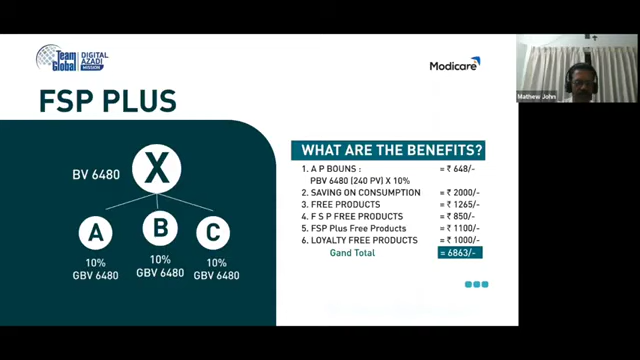 Team Global
DIGITAL
AZADI
MISSION
Modicare
Mathew John
FSP PLUS
BV 6480
X
A
B
C
10%
GBV 6480
10%
GBV 6480
10%
GBV 6480
WHAT ARE THE BENEFITS?
1. A P BOUNS : = ₹ 648/-
PBV 6480 (240 PV) X 10%
2. SAVING ON CONSUMPTION = ₹ 2000/-
3. FREE PRODUCTS = ₹ 1265/-
4. F S P FREE PRODUCTS = ₹ 850/-
5. FSP Plus Free Products = ₹ 1100/-
6. LOYALTY FREE PRODUCTS = ₹ 1000/-
Gand Total = 6863/-